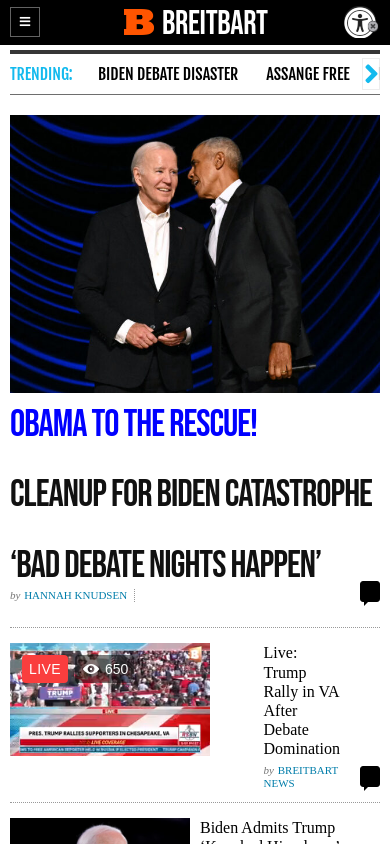 BREITBART
TRENDING:
BIDEN DEBATE DISASTER
ASSANGE FREE
OBAMA TO THE RESCUE!
CLEANUP FOR BIDEN CATASTROPHE
‘BAD DEBATE NIGHTS HAPPEN’
by HANNAH KNUDSEN
LIVE
650
TRUMP
PRES. TRUMP RALLIES SUPPORTERS IN CHESAPEAKE, VA
LIVE COVERAGE
RSBN
Live:
Trump
Rally in VA
After
Debate
Domination
by BREITBART
NEWS
Biden Admits Trump